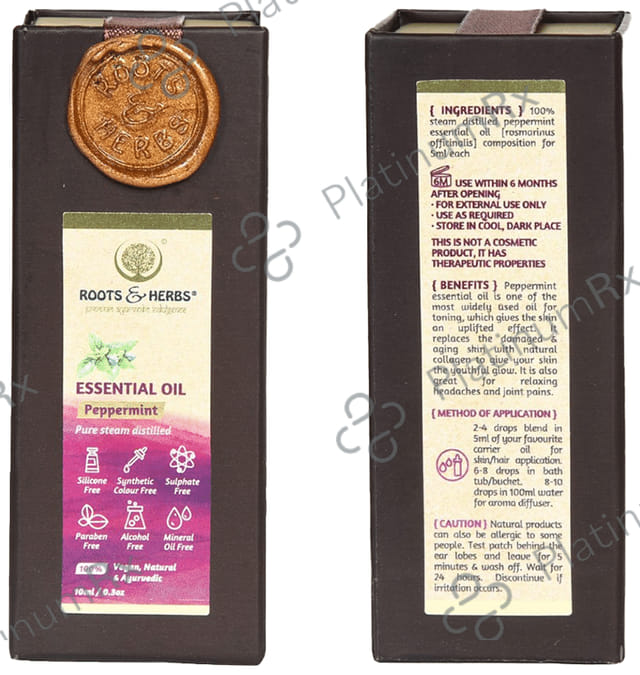 ROOTS
&
HERBS
ROOTS & HERBS®
premium ayurvedic indulgence
ESSENTIAL OIL
Peppermint
Pure steam distilled
Silicone
Free
Synthetic
Colour Free
Sulphate
Free
Paraben
Free
Alcohol
Free
Mineral
Oil Free
100% Vegan, Natural
& Ayurvedic
10ml / 0.3oz
{ INGREDIENTS } 100%
steam distilled peppermint
essential oil [rosmarinus
officinalis] composition for
5ml each
6M USE WITHIN 6 MONTHS
AFTER OPENING
· FOR EXTERNAL USE ONLY
· USE AS REQUIRED
· STORE IN COOL, DARK PLACE
THIS IS NOT A COSMETIC
PRODUCT, IT HAS
THERAPEUTIC PROPERTIES
{ BENEFITS } Peppermint
essential oil is one of the
most widely used oil for
toning, which gives the skin
an uplifted effect. It
replaces the damaged &
aging skin with natural
collagen to give your skin
the youthful glow. It is also
great for relaxing
headaches and joint pains.
{ METHOD OF APPLICATION }
2-4 drops blend in
5ml of your favourite
carrier oil for
skin/hair application.
6-8 drops in bath
tub/bucket. 8-10
drops in 100ml water
for aroma diffuser.
{ CAUTION } Natural products
can also be allergic to some
people. Test patch behind the
ear lobes and leave for 5
minutes & wash off. Wait for
24 hours. Discontinue if
irritation occurs.
PlatinumRx
PlatinumRx
PlatinumRx
PlatinumRx